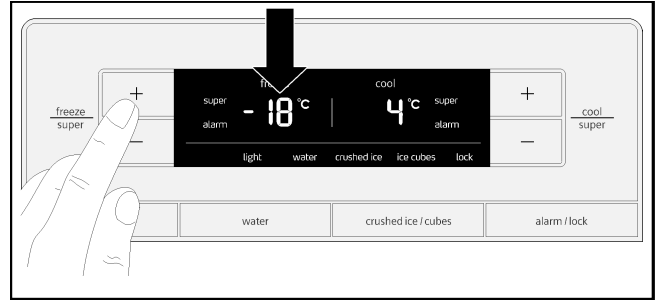 freeze
super
+
−
fr
super
alarm
-18 °C
cool
4 °C
super
alarm
light water crushed ice ice cubes lock
+
−
cool
super
water
crushed ice / cubes
alarm / lock